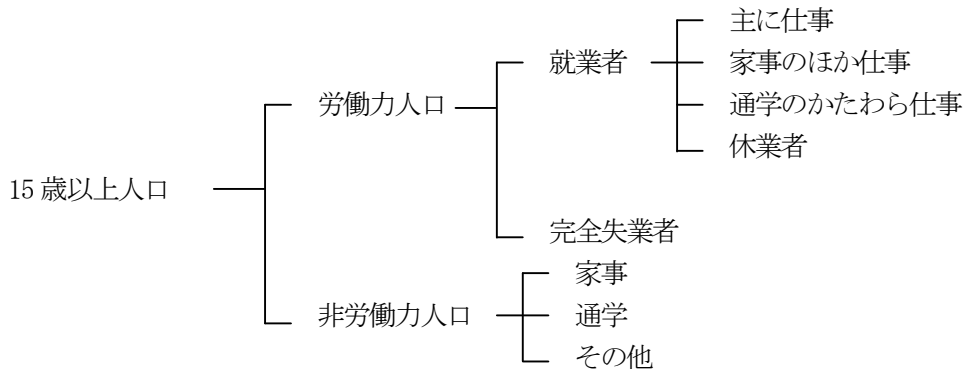 15 歳以上人口
労働力人口
就業者
主に仕事
家事のほか仕事
通学のかたわら仕事
休業者
完全失業者
非労働力人口
家事
通学
その他